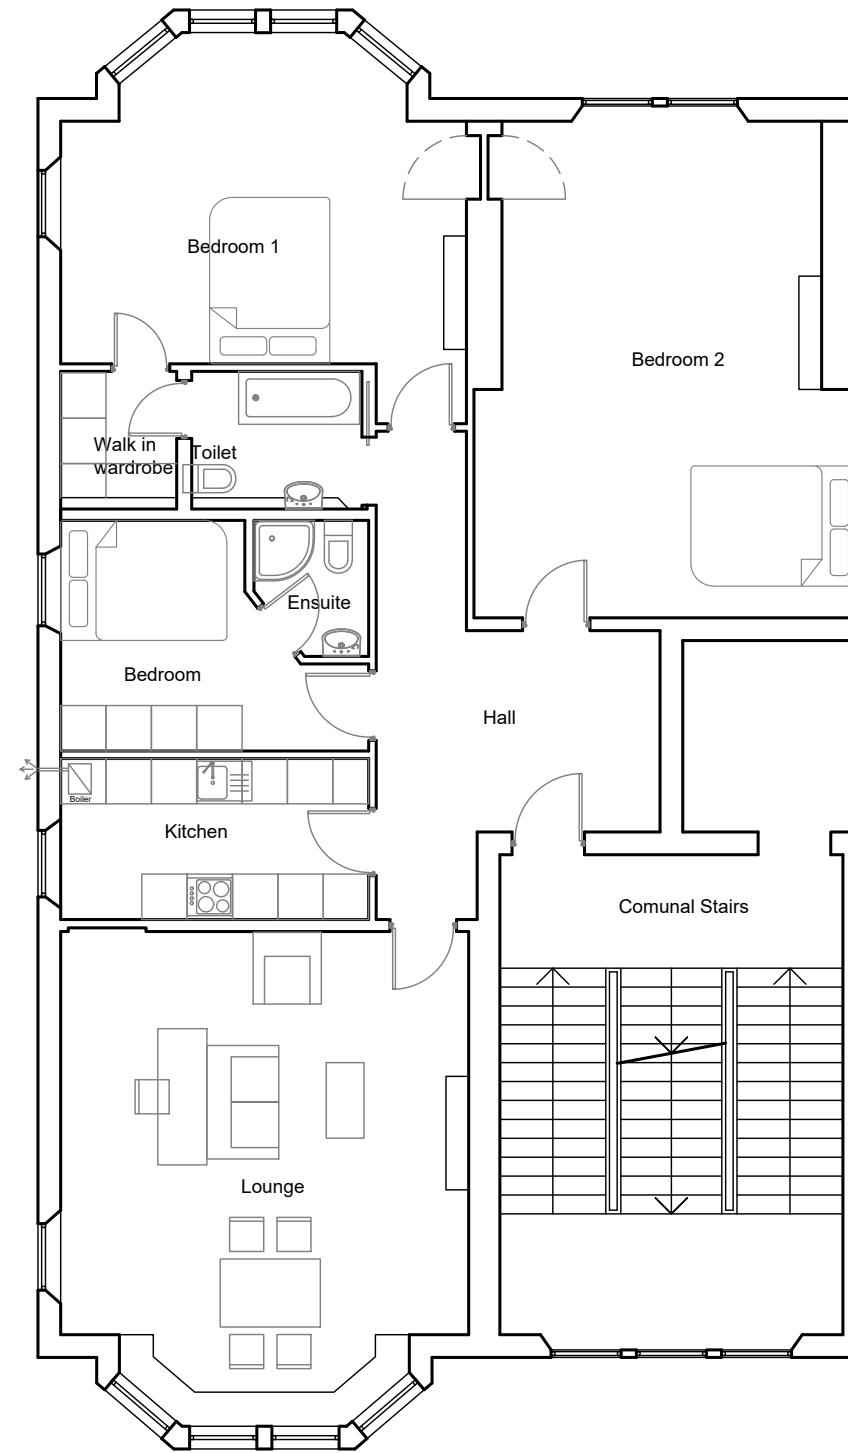 Bedroom 1
Bedroom 2
Walk in
wardrobe
Toilet
Ensuite
Bedroom
Hall
Boiler
Kitchen
Comunal Stairs
Lounge